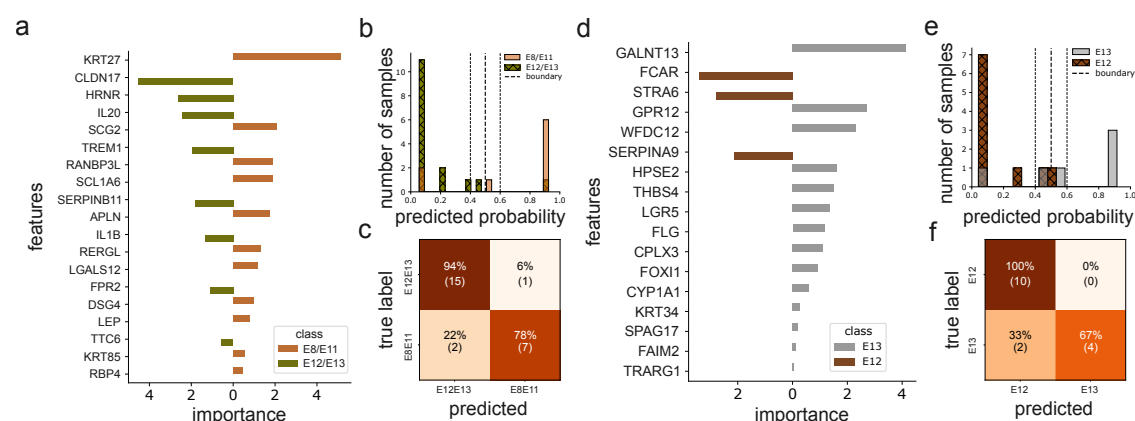 a
features
KRT27
CLDN17
HRNR
IL20
SCG2
TREM1
RANBP3L
SCL1A6
SERPINB11
APLN
IL1B
RERGL
LGALS12
FPR2
DSG4
LEP
TTC6
KRT85
RBP4
class
E8/E11
E12/E13
4 2 0 2 4
importance
b
number of samples
10
8
6
4
2
0
E8/E11
E12/E13
boundary
0.0 0.2 0.4 0.6 0.8 1.0
predicted probability
c
true label
E12E13
E8E11
94% 6%
(15) (1)
22% 78%
(2) (7)
E12E13 E8E11
predicted
d
features
GALNT13
FCAR
STRA6
GPR12
WFDC12
SERPINA9
HPSE2
THBS4
LGR5
FLG
CPLX3
FOXI1
CYP1A1
KRT34
SPAG17
FAIM2
TRARG1
class
E13
E12
2 0 2 4
importance
e
number of samples
7
6
5
4
3
2
1
0
E13
E12
boundary
0.0 0.2 0.4 0.6 0.8 1.0
predicted probability
f
true label
E12
E13
100% 0%
(10) (0)
33% 67%
(2) (4)
E12 E13
predicted